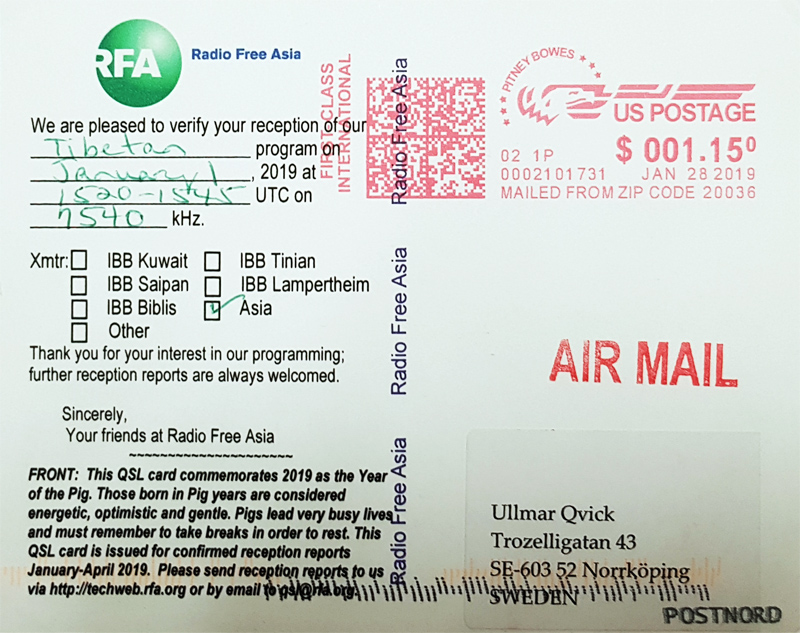 RFA
Radio Free Asia
We are pleased to verify your reception of our
Tibetan program on
January 1, 2019 at
1520-1545 UTC on
7540 kHz.
Xmtr: IBB Kuwait IBB Tinian
IBB Saipan IBB Lampertheim
IBB Biblis ✓ Asia
Other
Thank you for your interest in our programming;
further reception reports are always welcomed.
Sincerely,
Your friends at Radio Free Asia
~~~~~~~~~~~~~~~~~~~~
FRONT: This QSL card commemorates 2019 as the Year
of the Pig. Those born in Pig years are considered
energetic, optimistic and gentle. Pigs lead very busy lives
and must remember to take breaks in order to rest. This
QSL card is issued for confirmed reception reports
January-April 2019. Please send reception reports to us
via http://techweb.rfa.org or by email to qsl@rfa.org.
Radio Free Asia
Radio Free Asia
Radio Free Asia
FIRST-CLASS
INTERNATIONAL
PITNEY BOWES
US POSTAGE
02 1P $ 001.15⁰
0002101731 JAN 28 2019
MAILED FROM ZIP CODE 20036
AIR MAIL
Ullmar Qvick
Trozelligatan 43
SE-603 52 Norrköping
SWEDEN
POSTNORD